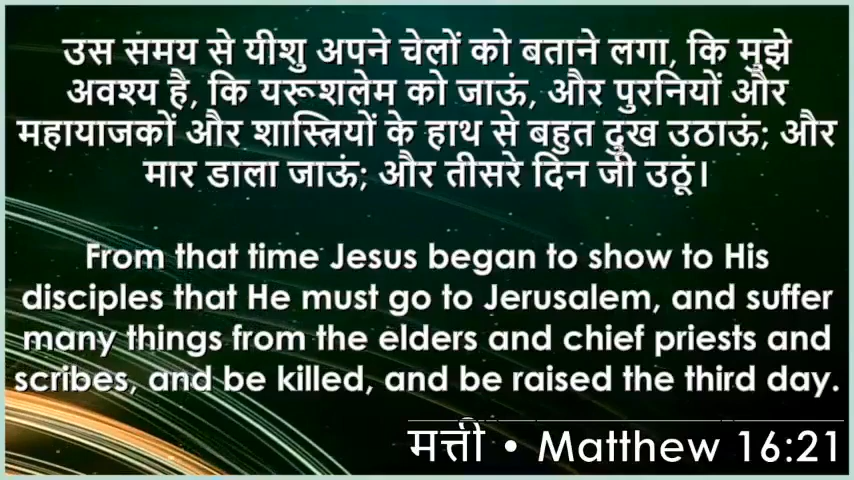 उस समय से यीशु अपने चेलों को बताने लगा, कि मुझे
अवश्य है, कि यरूशलेम को जाऊं, और पुरनियों और
महायाजकों और शास्त्रियों के हाथ से बहुत दुख उठाऊं; और
मार डाला जाऊं; और तीसरे दिन जी उठूं।
From that time Jesus began to show to His
disciples that He must go to Jerusalem, and suffer
many things from the elders and chief priests and
scribes, and be killed, and be raised the third day.
मत्ती • Matthew 16:21